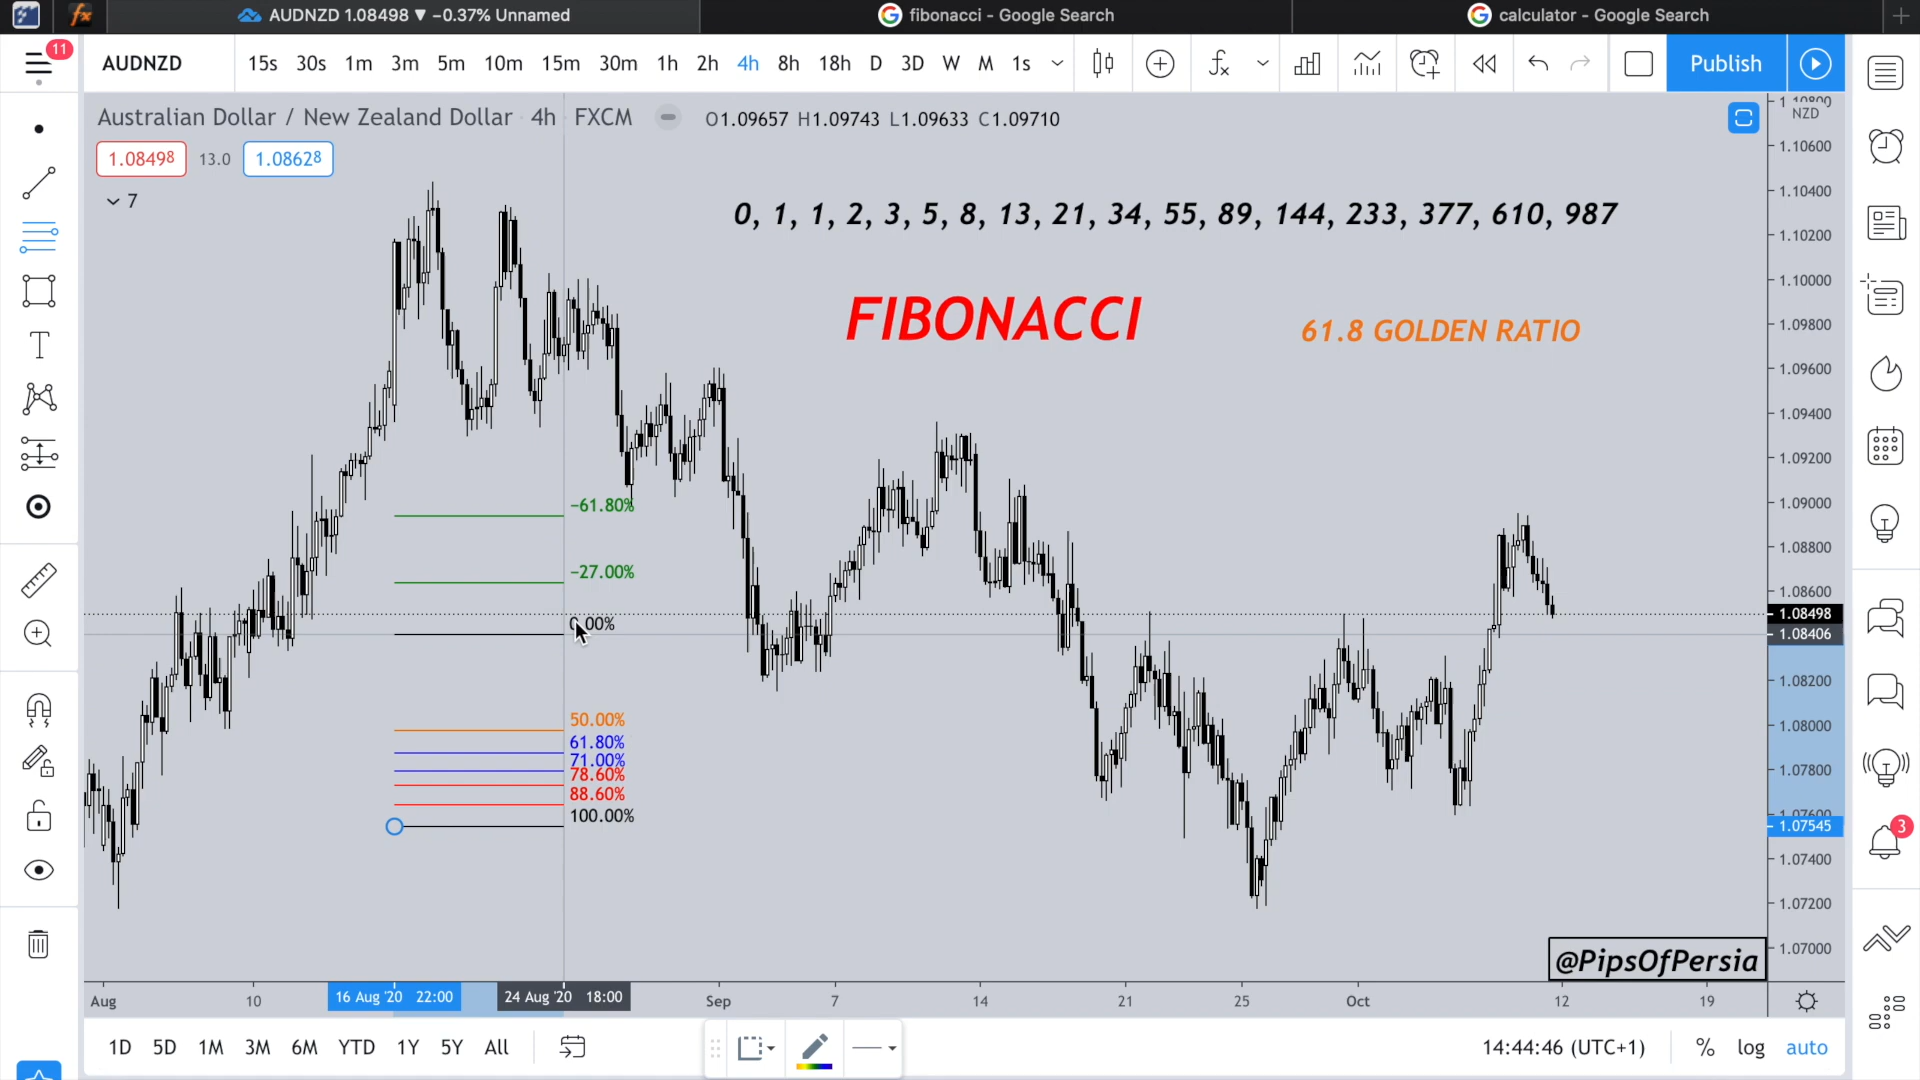 AUDNZD 1.08498 ▼ −0.37% Unnamed
fibonacci - Google Search
calculator - Google Search
11
AUDNZD
15s 30s 1m 3m 5m 10m 15m 30m 1h 2h 4h 8h 18h D 3D W M 1s
Publish
Australian Dollar / New Zealand Dollar 4h FXCM
O1.09657 H1.09743 L1.09633 C1.09710
NZD
1.08498 13.0 1.08628
7
0, 1, 1, 2, 3, 5, 8, 13, 21, 34, 55, 89, 144, 233, 377, 610, 987
FIBONACCI
61.8 GOLDEN RATIO
1.10600
1.10400
1.10200
1.10000
1.09800
1.09600
1.09400
1.09200
1.09000
1.08800
1.08600
1.08498
1.08406
1.08200
1.08000
1.07800
1.07545
1.07400
1.07200
1.07000
−61.80%
−27.00%
0.00%
50.00%
61.80%
71.00%
78.60%
88.60%
100.00%
3
@PipsOfPersia
Aug 10 16 Aug '20 22:00 24 Aug '20 18:00 Sep 7 14 21 25 Oct 12 19
1D 5D 1M 3M 6M YTD 1Y 5Y All
14:44:46 (UTC+1) % log auto